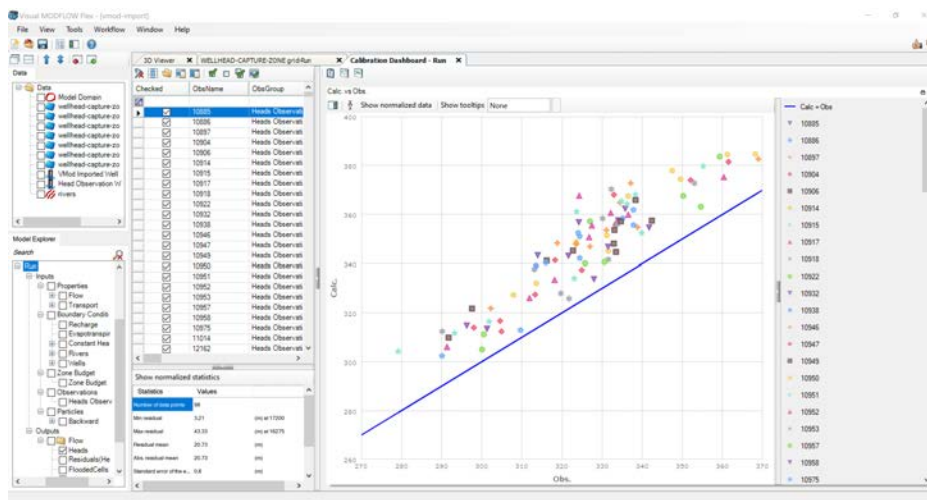 Visual MODFLOW Flex - [vmod-import]
File View Tools Workflow Window Help
3D Viewer WELLHEAD-CAPTURE-ZONE grid-Run Calibration Dashboard - Run
Data
Data
Model Domain
wellhead-capture-zo
wellhead-capture-zo
wellhead-capture-zo
wellhead-capture-zo
wellhead-capture-zo
VMod Imported Well
Head Observation
rivers
Model Explorer
Search
Run
Inputs
Properties
Flow
Transport
Boundary Conditi
Recharge
Evapotranspir
Constant Hea
Rivers
Wells
Zone Budget
Zone Budget
Observations
Heads Observ
Particles
Backward
Outputs
Flow
Heads
Residuals(He
FloodedCells
Checked ObsName ObsGroup
10885 Heads Observati
10886 Heads Observati
10897 Heads Observati
10904 Heads Observati
10906 Heads Observati
10914 Heads Observati
10915 Heads Observati
10917 Heads Observati
10918 Heads Observati
10922 Heads Observati
10932 Heads Observati
10938 Heads Observati
10946 Heads Observati
10947 Heads Observati
10949 Heads Observati
10950 Heads Observati
10951 Heads Observati
10952 Heads Observati
10953 Heads Observati
10957 Heads Observati
10958 Heads Observati
10975 Heads Observati
11014 Heads Observati
12162 Heads Observati
Show normalized statistics
Statistics Values
Number of data points 98
Min residual 3.21 (m) at 17200
Max residual 43.33 (m) at 16275
Residual mean 20.73 (m)
Abs. residual mean 20.73 (m)
Standard error of the e... 0.8 (m)
Calc. vs Obs.
Show normalized data Show tooltips None
400
380
360
340
320
300
280
260
Calc.
270 280 290 300 310 320 330 340 350 360 370
Obs.
Calc = Obs
10885
10886
10897
10904
10906
10914
10915
10917
10918
10922
10932
10938
10946
10947
10949
10950
10951
10952
10953
10957
10958
10975